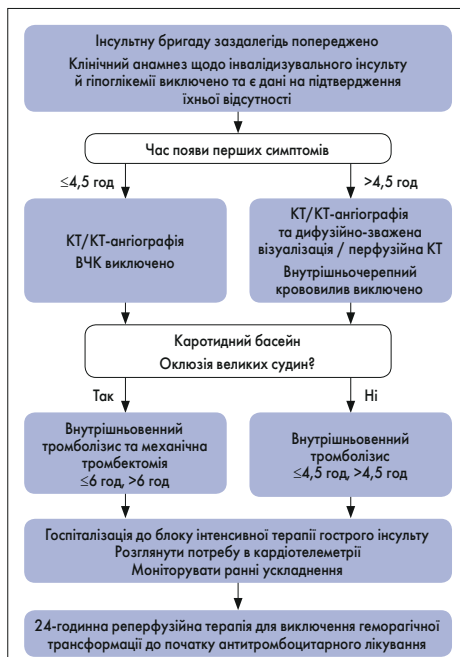 Інсультну бригаду заздалегідь попереджено
Клінічний анамнез щодо інвалідизувального інсульту
й гіпоглікемії виключено та є дані на підтвердження
їхньої відсутності
Час появи перших симптомів
≤4,5 год
>4,5 год
КТ/КТ-ангіографія
ВЧК виключено
КТ/КТ-ангіографія
та дифузійно-зважена
візуалізація / перфузійна КТ
Внутрішньочерепний
крововилив виключено
Каротидний басейн
Оклюзія великих судин?
Так
Ні
Внутрішньовенний
тромболізис та механічна
тромбектомія
≤6 год, >6 год
Внутрішньовенний
тромболізис
≤4,5 год, >4,5 год
Госпіталізація до блоку інтенсивної терапії гострого інсульту
Розглянути потребу в кардіотелеметрії
Моніторувати ранні ускладнення
24-годинна реперфузійна терапія для виключення геморагічної
трансформації до початку антитромбоцитарного лікування